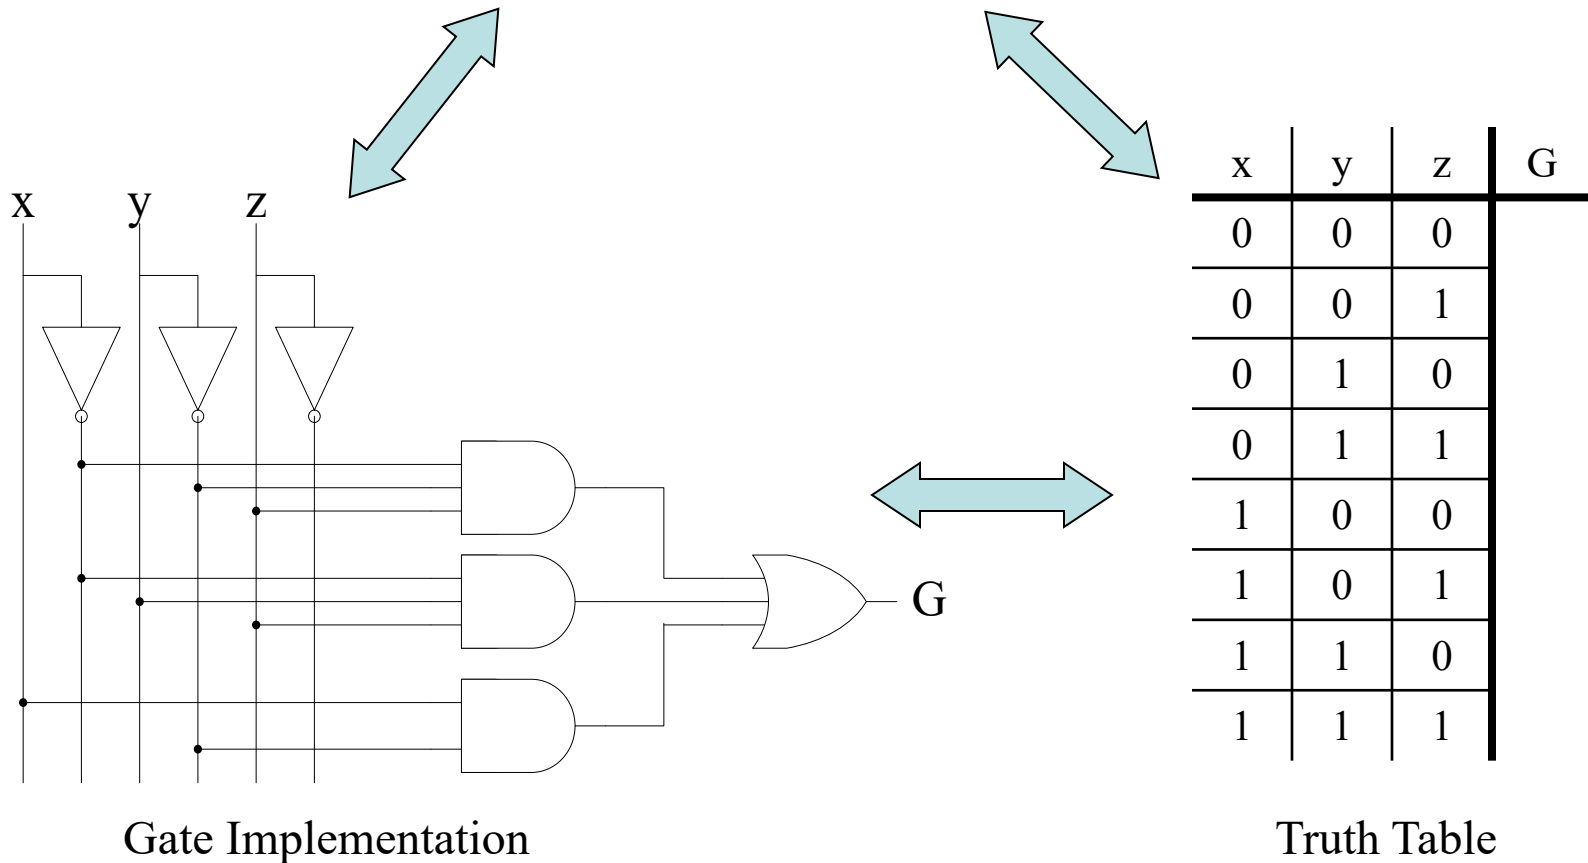 x y z
G
Gate Implementation
x y z G
0 0 0
0 0 1
0 1 0
0 1 1
1 0 0
1 0 1
1 1 0
1 1 1
Truth Table